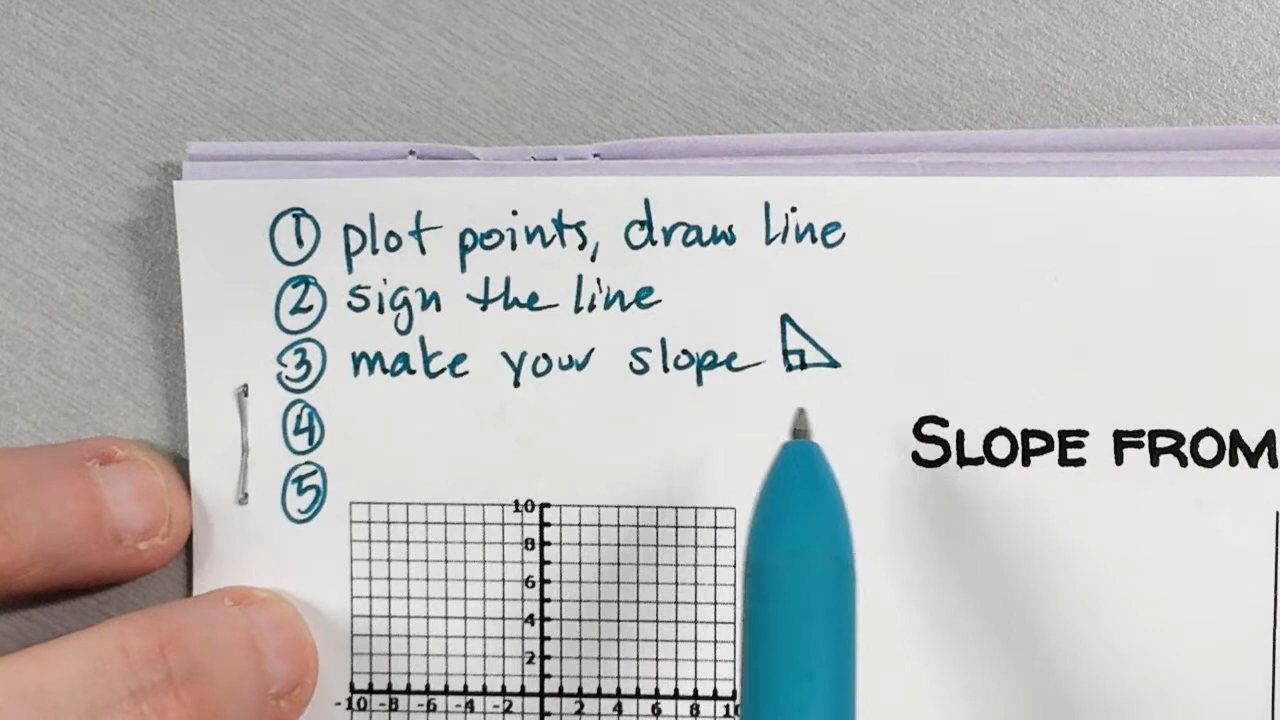 ① plot points, draw line
② sign the line
③ make your slope
④
⑤
SLOPE FROM
10
8
6
4
2
-10 -8 -6 -4 -2 2 4 6 8